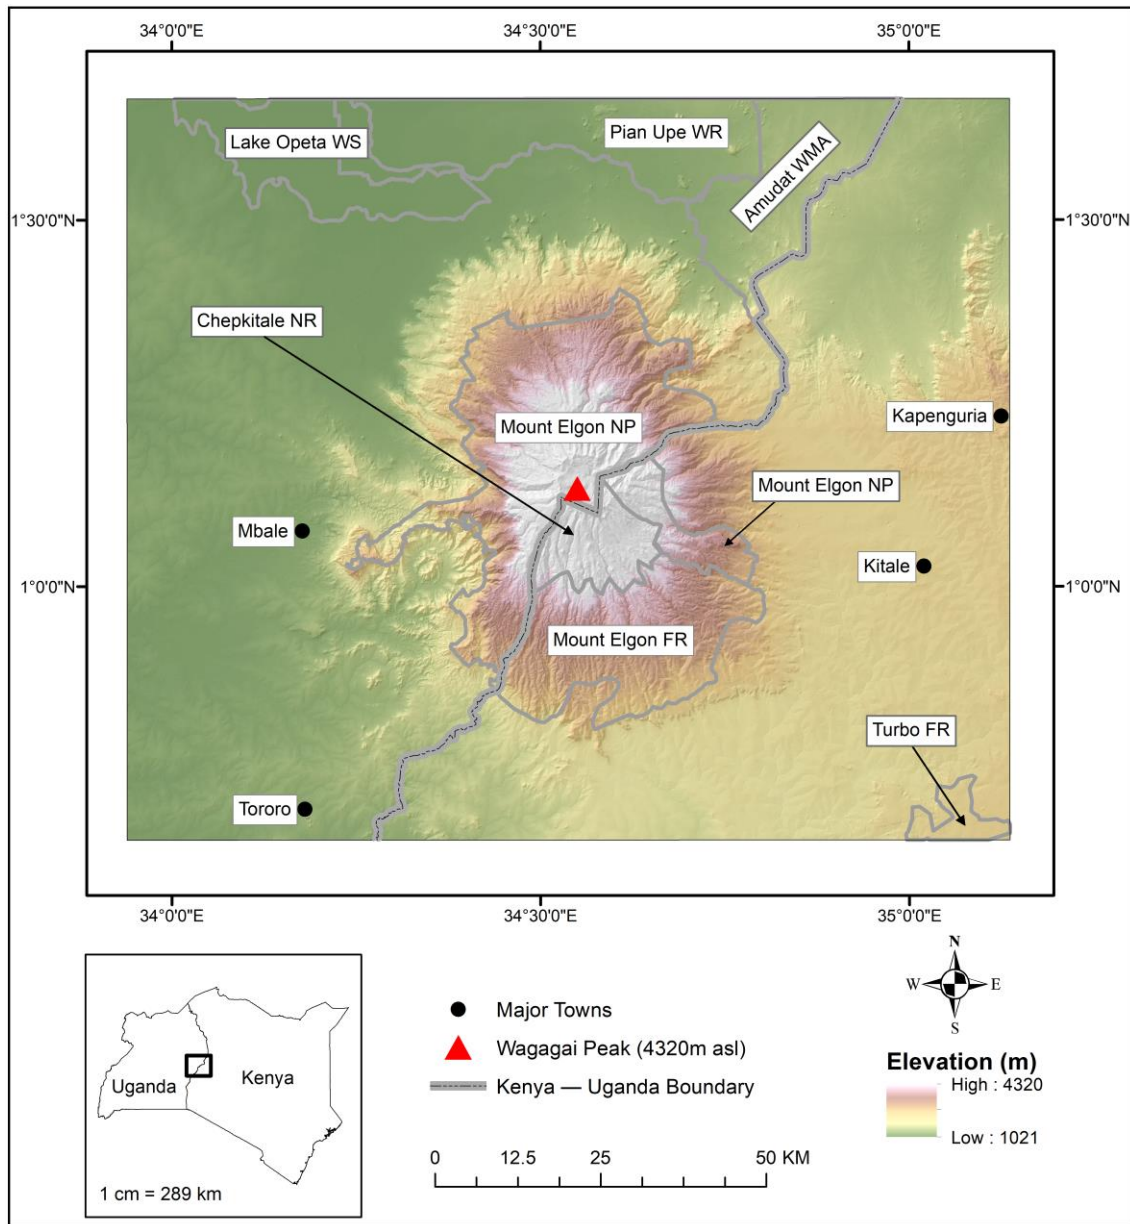 34°0'0"E
34°30'0"E
35°0'0"E
Lake Opeta WS
Pian Upe WR
Amudat WMA
1°30'0"N
1°30'0"N
Chepkitale NR
Kapenguria
Mount Elgon NP
Mount Elgon NP
Mbale
Kitale
1°0'0"N
1°0'0"N
Mount Elgon FR
Turbo FR
Tororo
34°0'0"E
34°30'0"E
35°0'0"E
N
W
E
S
Uganda
Kenya
1 cm = 289 km
Major Towns
Wagagai Peak (4320m asl)
Kenya — Uganda Boundary
0 12.5 25 50 KM
Elevation (m)
High : 4320
Low : 1021